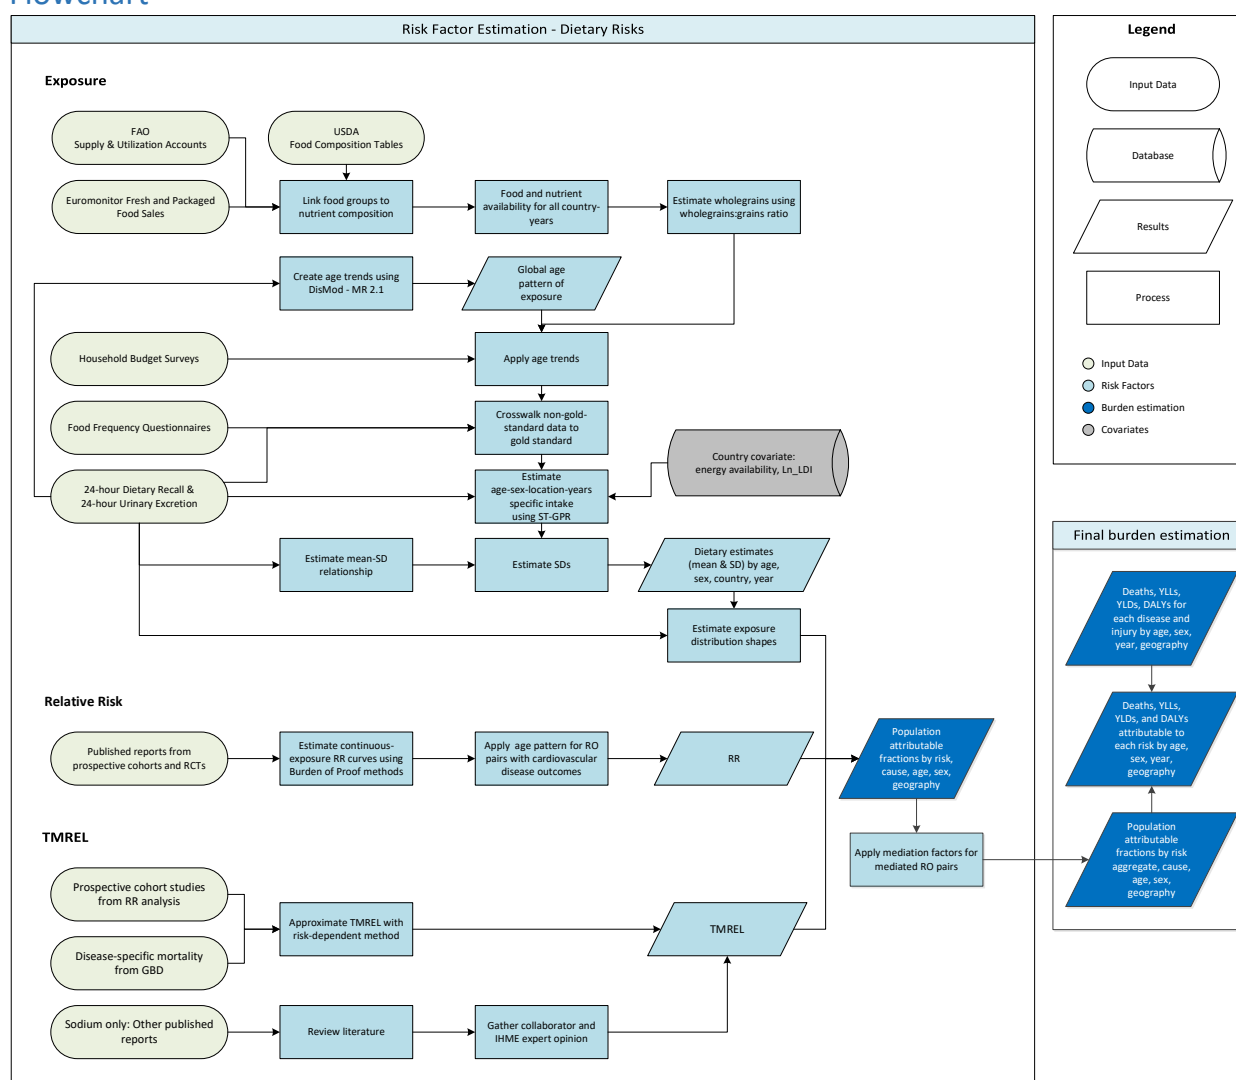 Flowchart
Risk Factor Estimation - Dietary Risks
Exposure
FAO
Supply & Utilization Accounts
USDA
Food Composition Tables
Euromonitor Fresh and Packaged
Food Sales
Link food groups to
nutrient composition
Food and nutrient
availability for all country-
years
Estimate wholegrains using
wholegrains:grains ratio
Create age trends using
DisMod - MR 2.1
Global age
pattern of
exposure
Household Budget Surveys
Apply age trends
Food Frequency Questionnaires
Crosswalk non-gold-
standard data to
gold standard
24-hour Dietary Recall &
24-hour Urinary Excretion
Estimate
age-sex-location-years
specific intake
using ST-GPR
Country covariate:
energy availability, Ln_LDI
Estimate mean-SD
relationship
Estimate SDs
Dietary estimates
(mean & SD) by age,
sex, country, year
Estimate exposure
distribution shapes
Relative Risk
Published reports from
prospective cohorts and RCTs
Estimate continuous-
exposure RR curves using
Burden of Proof methods
Apply age pattern for RO
pairs with cardiovascular
disease outcomes
RR
Population
attributable
fractions by risk,
cause, age, sex,
geography
Apply mediation factors for
mediated RO pairs
TMREL
Prospective cohort studies
from RR analysis
Disease-specific mortality
from GBD
Approximate TMREL with
risk-dependent method
TMREL
Sodium only: Other published
reports
Review literature
Gather collaborator and
IHME expert opinion
Legend
Input Data
Database
Results
Process
Input Data
Risk Factors
Burden estimation
Covariates
Final burden estimation
Deaths, YLLs,
YLDs, DALYs for
each disease and
injury by age, sex,
year, geography
Deaths, YLLs,
YLDs, and DALYs
attributable to
each risk by age,
sex, year,
geography
Population
attributable
fractions by risk
aggregate, cause,
age, sex,
geography